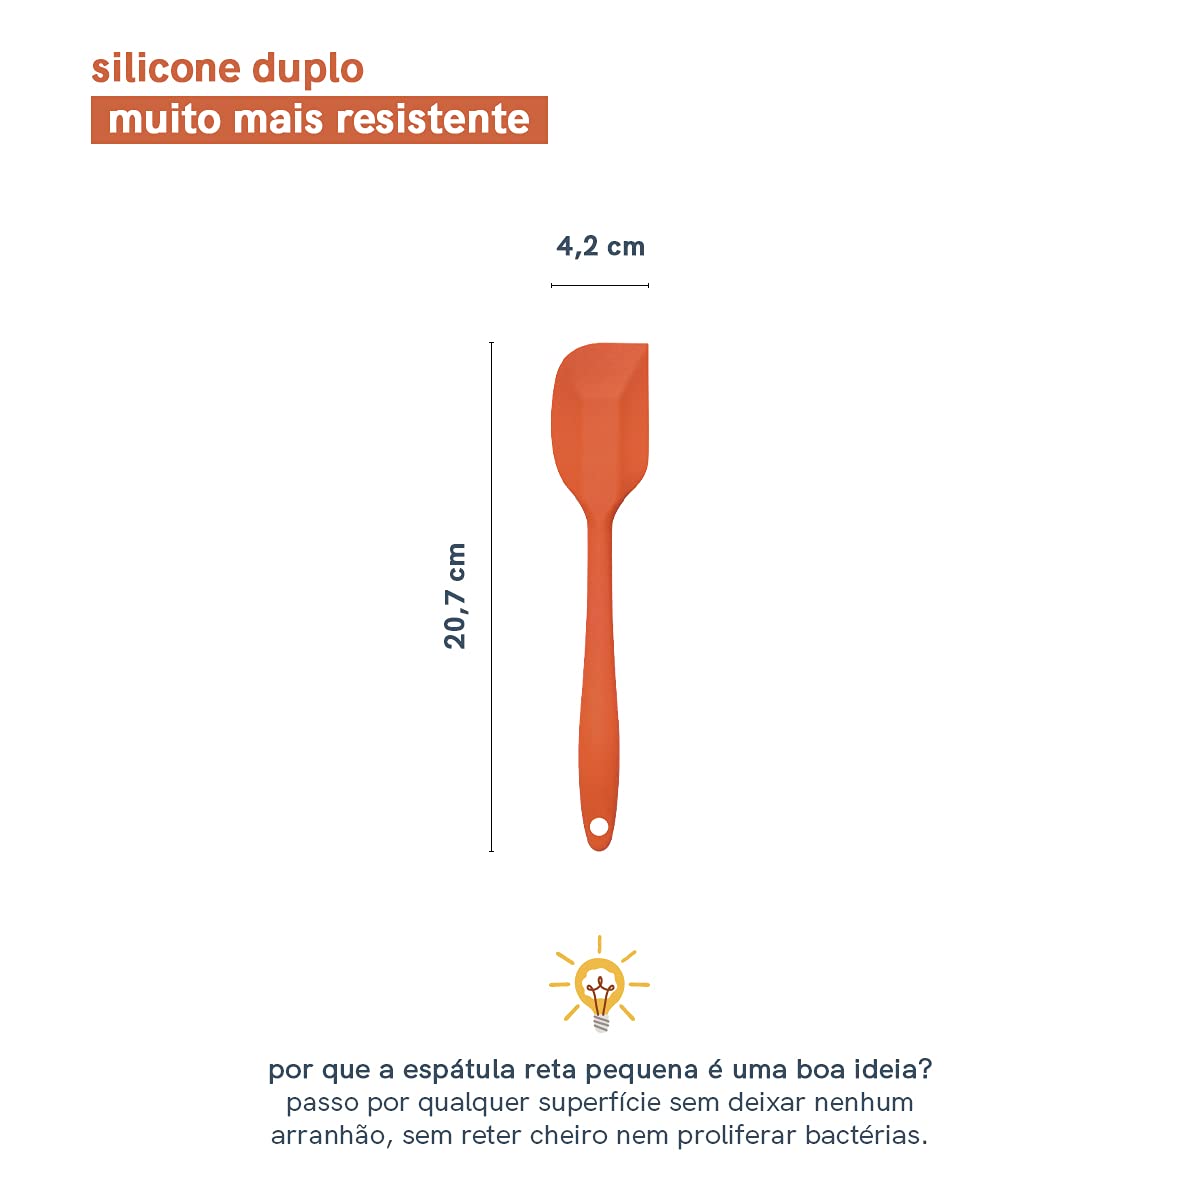 silicone duplo
muito mais resistente
4,2 cm
20,7 cm
por que a espátula reta pequena é uma boa ideia?
passo por qualquer superfície sem deixar nenhum
arranhão, sem reter cheiro nem proliferar bactérias.